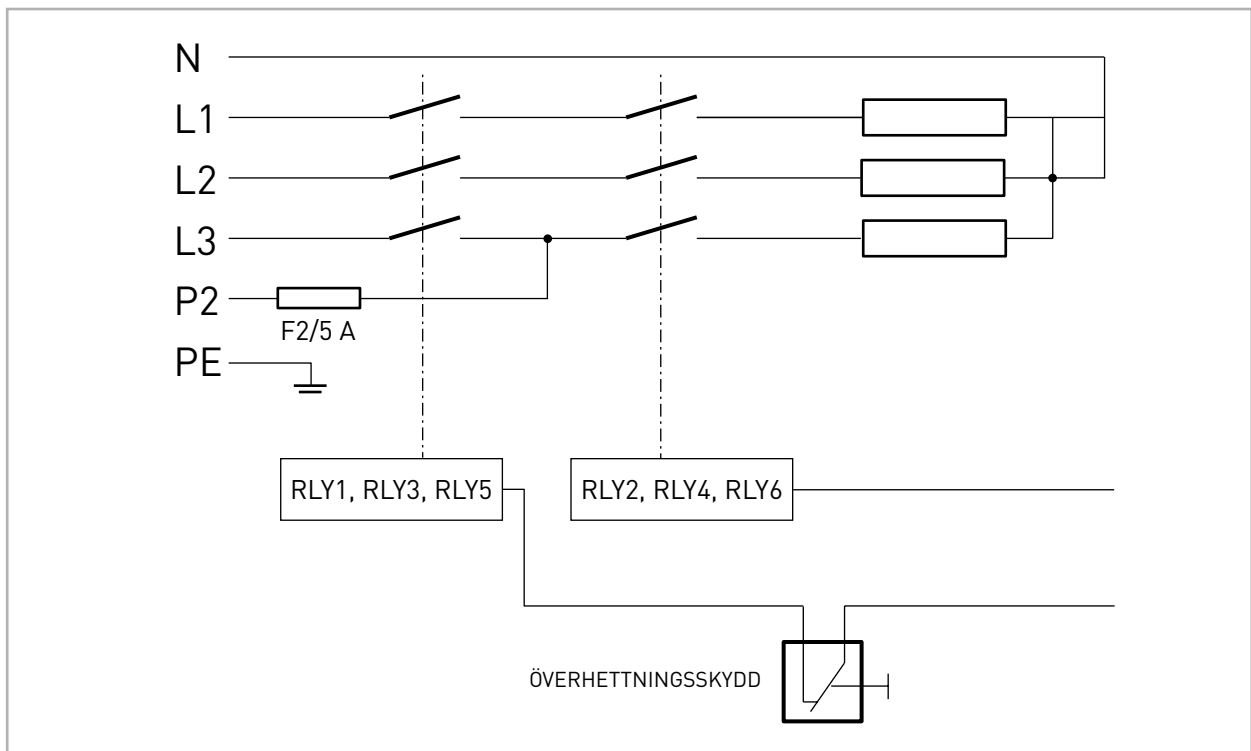 N
L1
L2
L3
P2
F2/5 A
PE
RLY1, RLY3, RLY5
RLY2, RLY4, RLY6
ÖVERHETTNINGSSKYDD